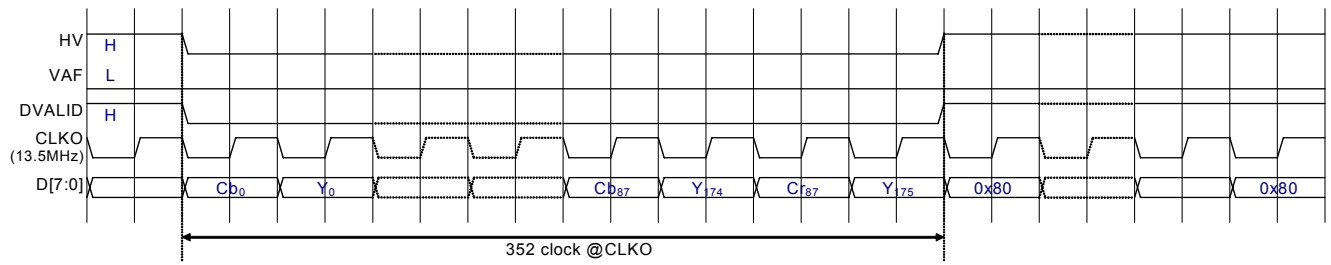 HV H
VAF L
DVALID H
CLKO
(13.5MHz)
D[7:0] Cb0 Y0 Cb87 Y174 Cr87 Y175 0x80 0x80
352 clock @CLKO